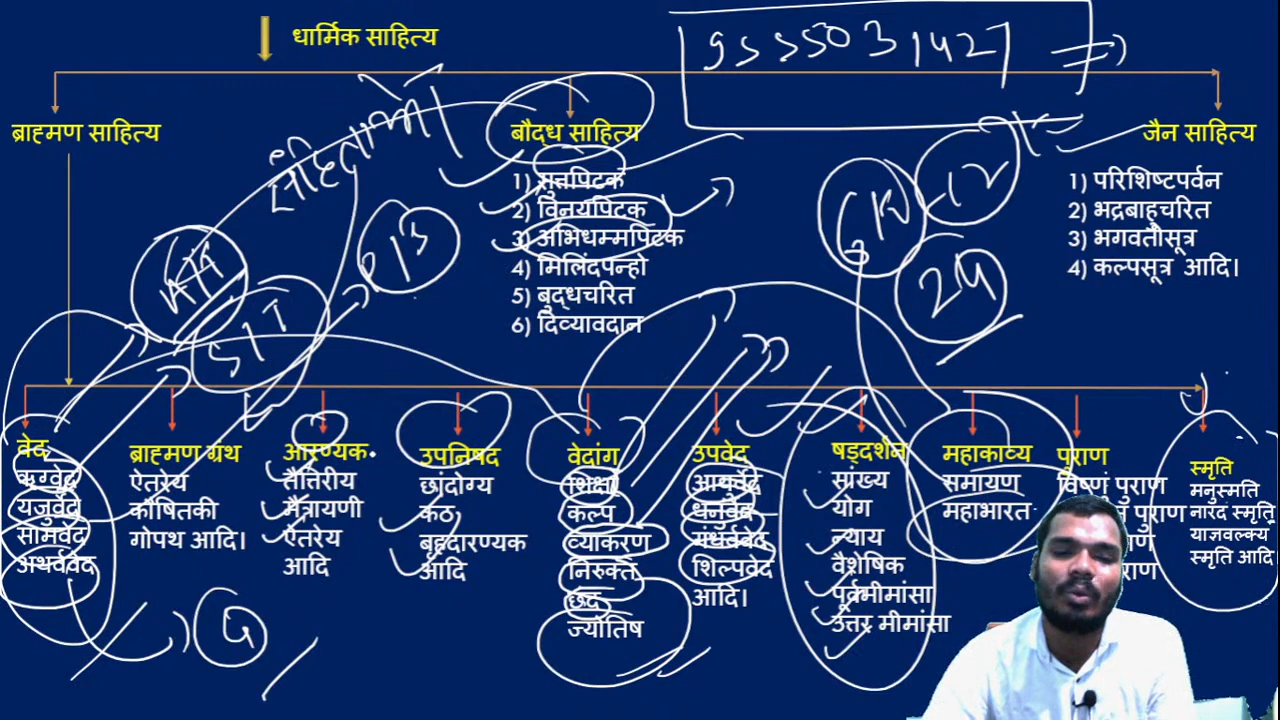 धार्मिक साहित्य
9555031427
ब्राह्मण साहित्य
बौद्ध साहित्य
1) सुत्तपिटक
2) विनयपिटक
3) अभिधम्मपिटक
4) मिलिंदपन्हो
5) बुद्धचरित
6) दिव्यावदान
जैन साहित्य
1) परिशिष्टपर्वन
2) भद्रबाहुचरित
3) भगवतीसूत्र
4) कल्पसूत्र आदि।
संहिताओं
24
वेद
ऋग्वेद
यजुर्वेद
सामवेद
अथर्ववेद
ब्राह्मण ग्रंथ
ऐतरेय
कौषितकी
गोपथ आदि।
आरण्यक
तैत्तिरीय
मैत्रायणी
ऐतरेय
आदि
उपनिषद
छांदोग्य
कठ
बृहदारण्यक
आदि
वेदांग
शिक्षा
कल्प
व्याकरण
निरुक्त
छंद
ज्योतिष
उपवेद
आयर्वेद
धनुर्वेद
गंधर्ववेद
शिल्पवेद
आदि।
षड्दर्शन
सांख्य
योग
न्याय
वैशेषिक
पूर्वमीमांसा
उत्तर मीमांसा
महाकाव्य
रामायण
महाभारत
पुराण
विष्णु पुराण
पुराण
स्मृति
मनुस्मति
नारद स्मृति
याज्ञवल्क्य
स्मृति आदि